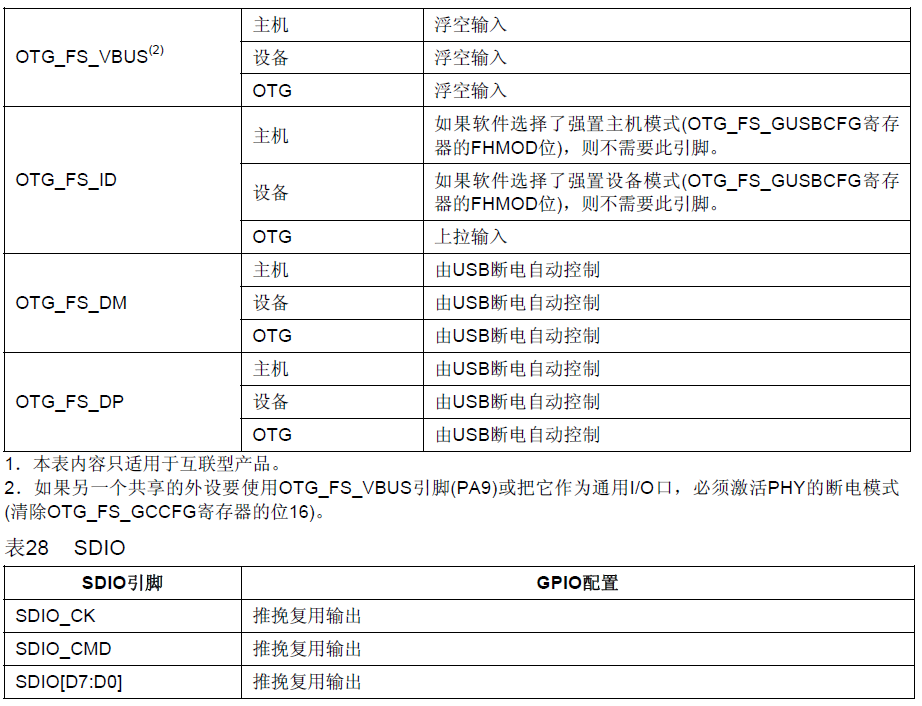 OTG_FS_VBUS(2)
主机
浮空输入
设备
浮空输入
OTG
浮空输入
OTG_FS_ID
主机
如果软件选择了强置主机模式(OTG_FS_GUSBCFG寄存
器的FHMOD位)，则不需要此引脚。
设备
如果软件选择了强置设备模式(OTG_FS_GUSBCFG寄存
器的FHMOD位)，则不需要此引脚。
OTG
上拉输入
OTG_FS_DM
主机
由USB断电自动控制
设备
由USB断电自动控制
OTG
由USB断电自动控制
OTG_FS_DP
主机
由USB断电自动控制
设备
由USB断电自动控制
OTG
由USB断电自动控制
1．本表内容只适用于互联型产品。
2．如果另一个共享的外设要使用OTG_FS_VBUS引脚(PA9)或把它作为通用I/O口，必须激活PHY的断电模式
(清除OTG_FS_GCCFG寄存器的位16)。
表28 SDIO
SDIO引脚
GPIO配置
SDIO_CK
推挽复用输出
SDIO_CMD
推挽复用输出
SDIO[D7:D0]
推挽复用输出